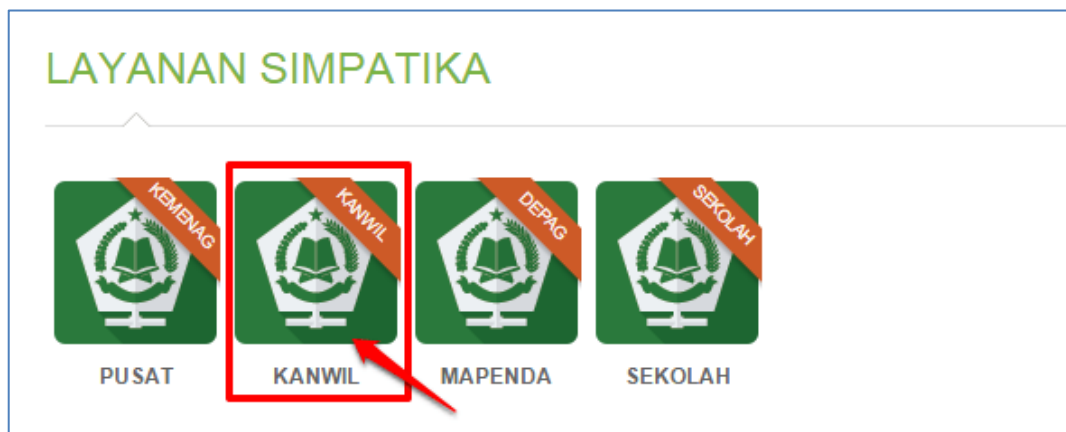 LAYANAN SIMPATIKA
KEMENAG
KANWIL
DEPAG
SEKOLAH
PUSAT
KANWIL
MAPENDA
SEKOLAH